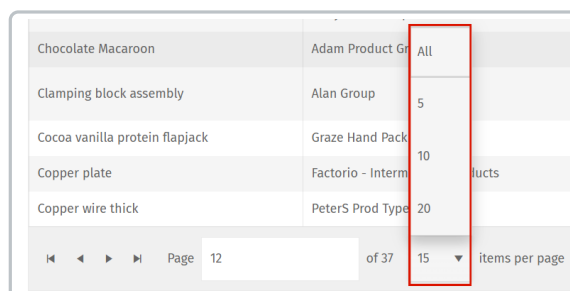 Chocolate Macaroon Adam Product Gr All
Clamping block assembly Alan Group 5
Cocoa vanilla protein flapjack Graze Hand Pack 10
Copper plate Factorio - Interm lucts
Copper wire thick PeterS Prod Type 20
Page 12 of 37 15 items per page